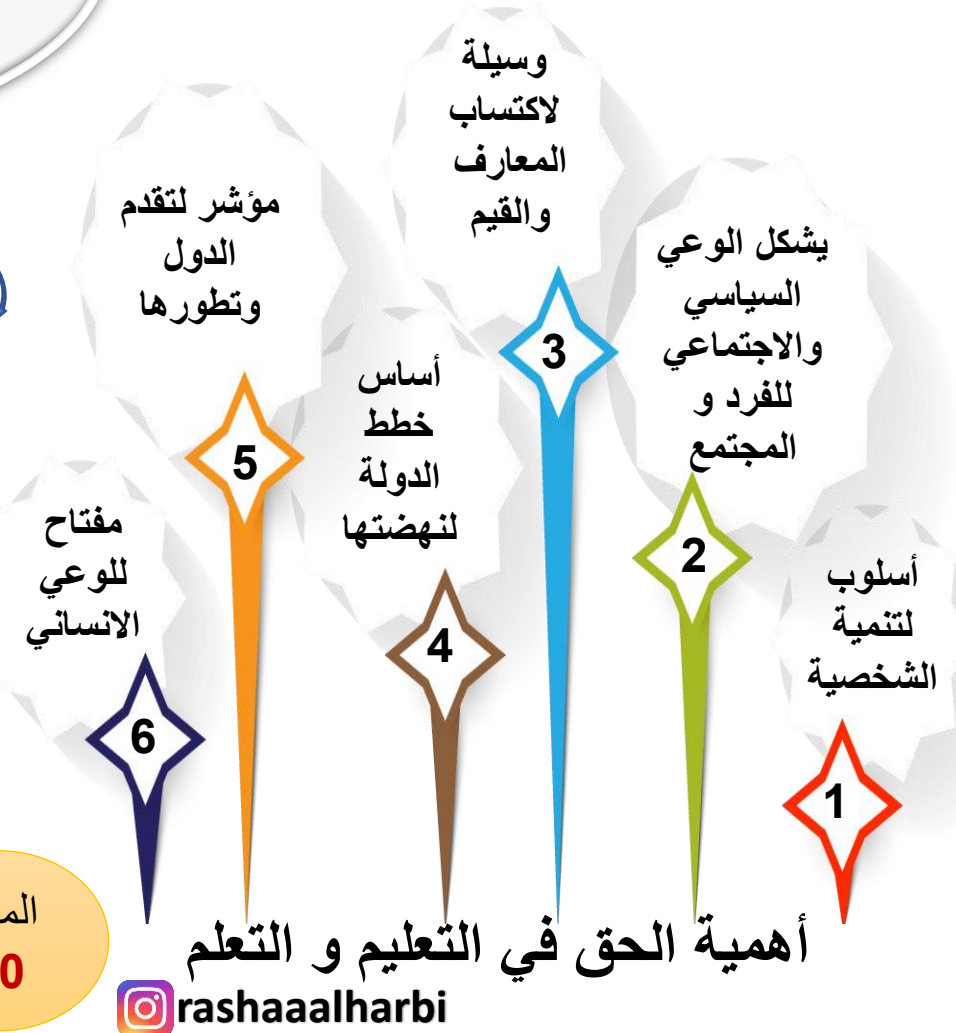 أسلوب
لتنمية
الشخصية
1
يشكل الوعي
السياسي
والاجتماعي
للفرد و
المجتمع
2
وسيلة
لاكتساب
المعارف
والقيم
3
أساس
خطط
الدولة
لنهضتها
4
مؤشر لتقدم
الدول
وتطورها
5
مفتاح
للوعي
الانساني
6
أهمية الحق في التعليم و التعلم
rashaaalharbi
0